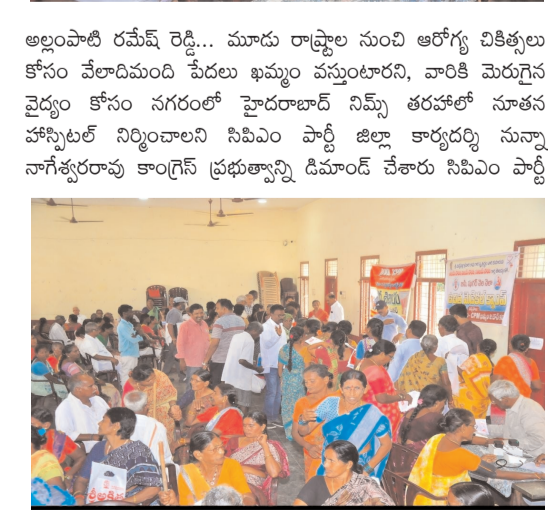 అల్లంపాటి రమేష్ రెడ్డి... మూడు రాష్ట్రాల నుంచి ఆరోగ్య చికిత్సలు
కోసం వేలాదిమంది పేదలు ఖమ్మం వస్తుంటారని, వారికి మెరుగైన
వైద్యం కోసం నగరంలో హైదరాబాద్ నిమ్స్ తరహాలో నూతన
హాస్పిటల్ నిర్మించాలని సిపిఎం పార్టీ జిల్లా కార్యదర్శి నున్నా
నాగేశ్వరరావు కాంగ్రెస్ ప్రభుత్వాన్ని డిమాండ్ చేశారు సిపిఎం పార్టీ